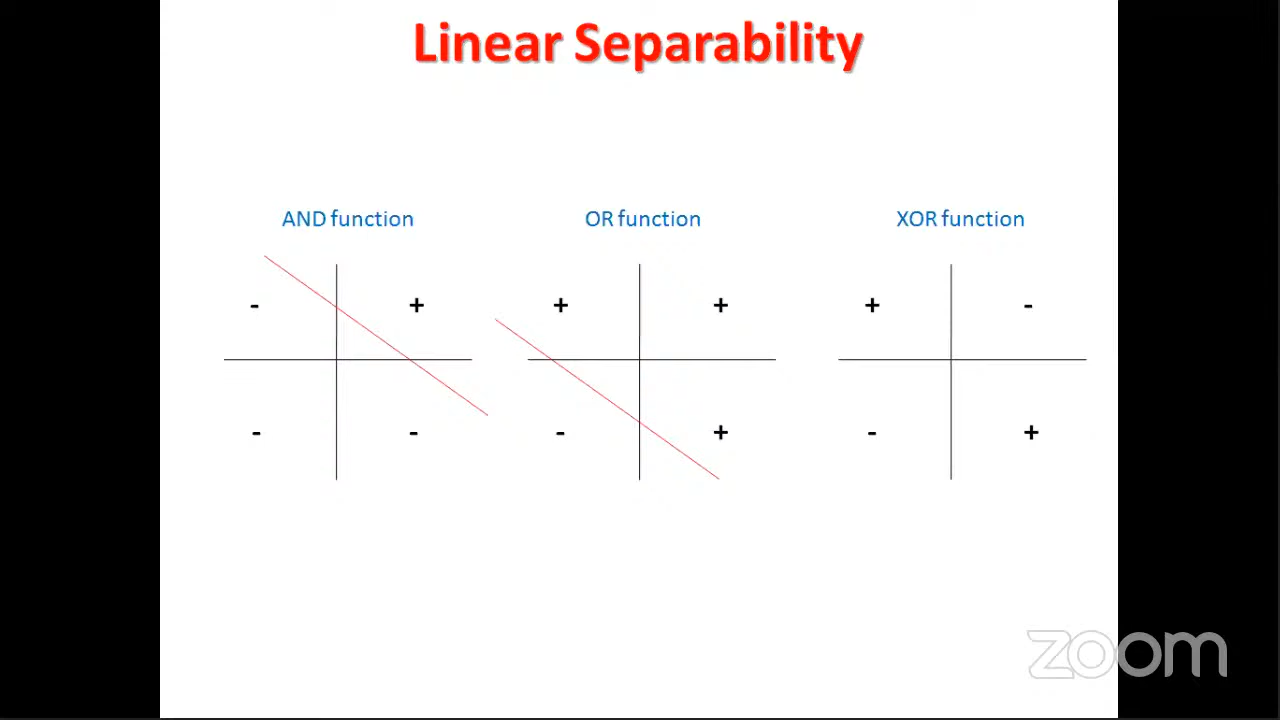 Linear Separability
AND function
OR function
XOR function
- +
+ +
+ -
- -
- +
- +
zoom